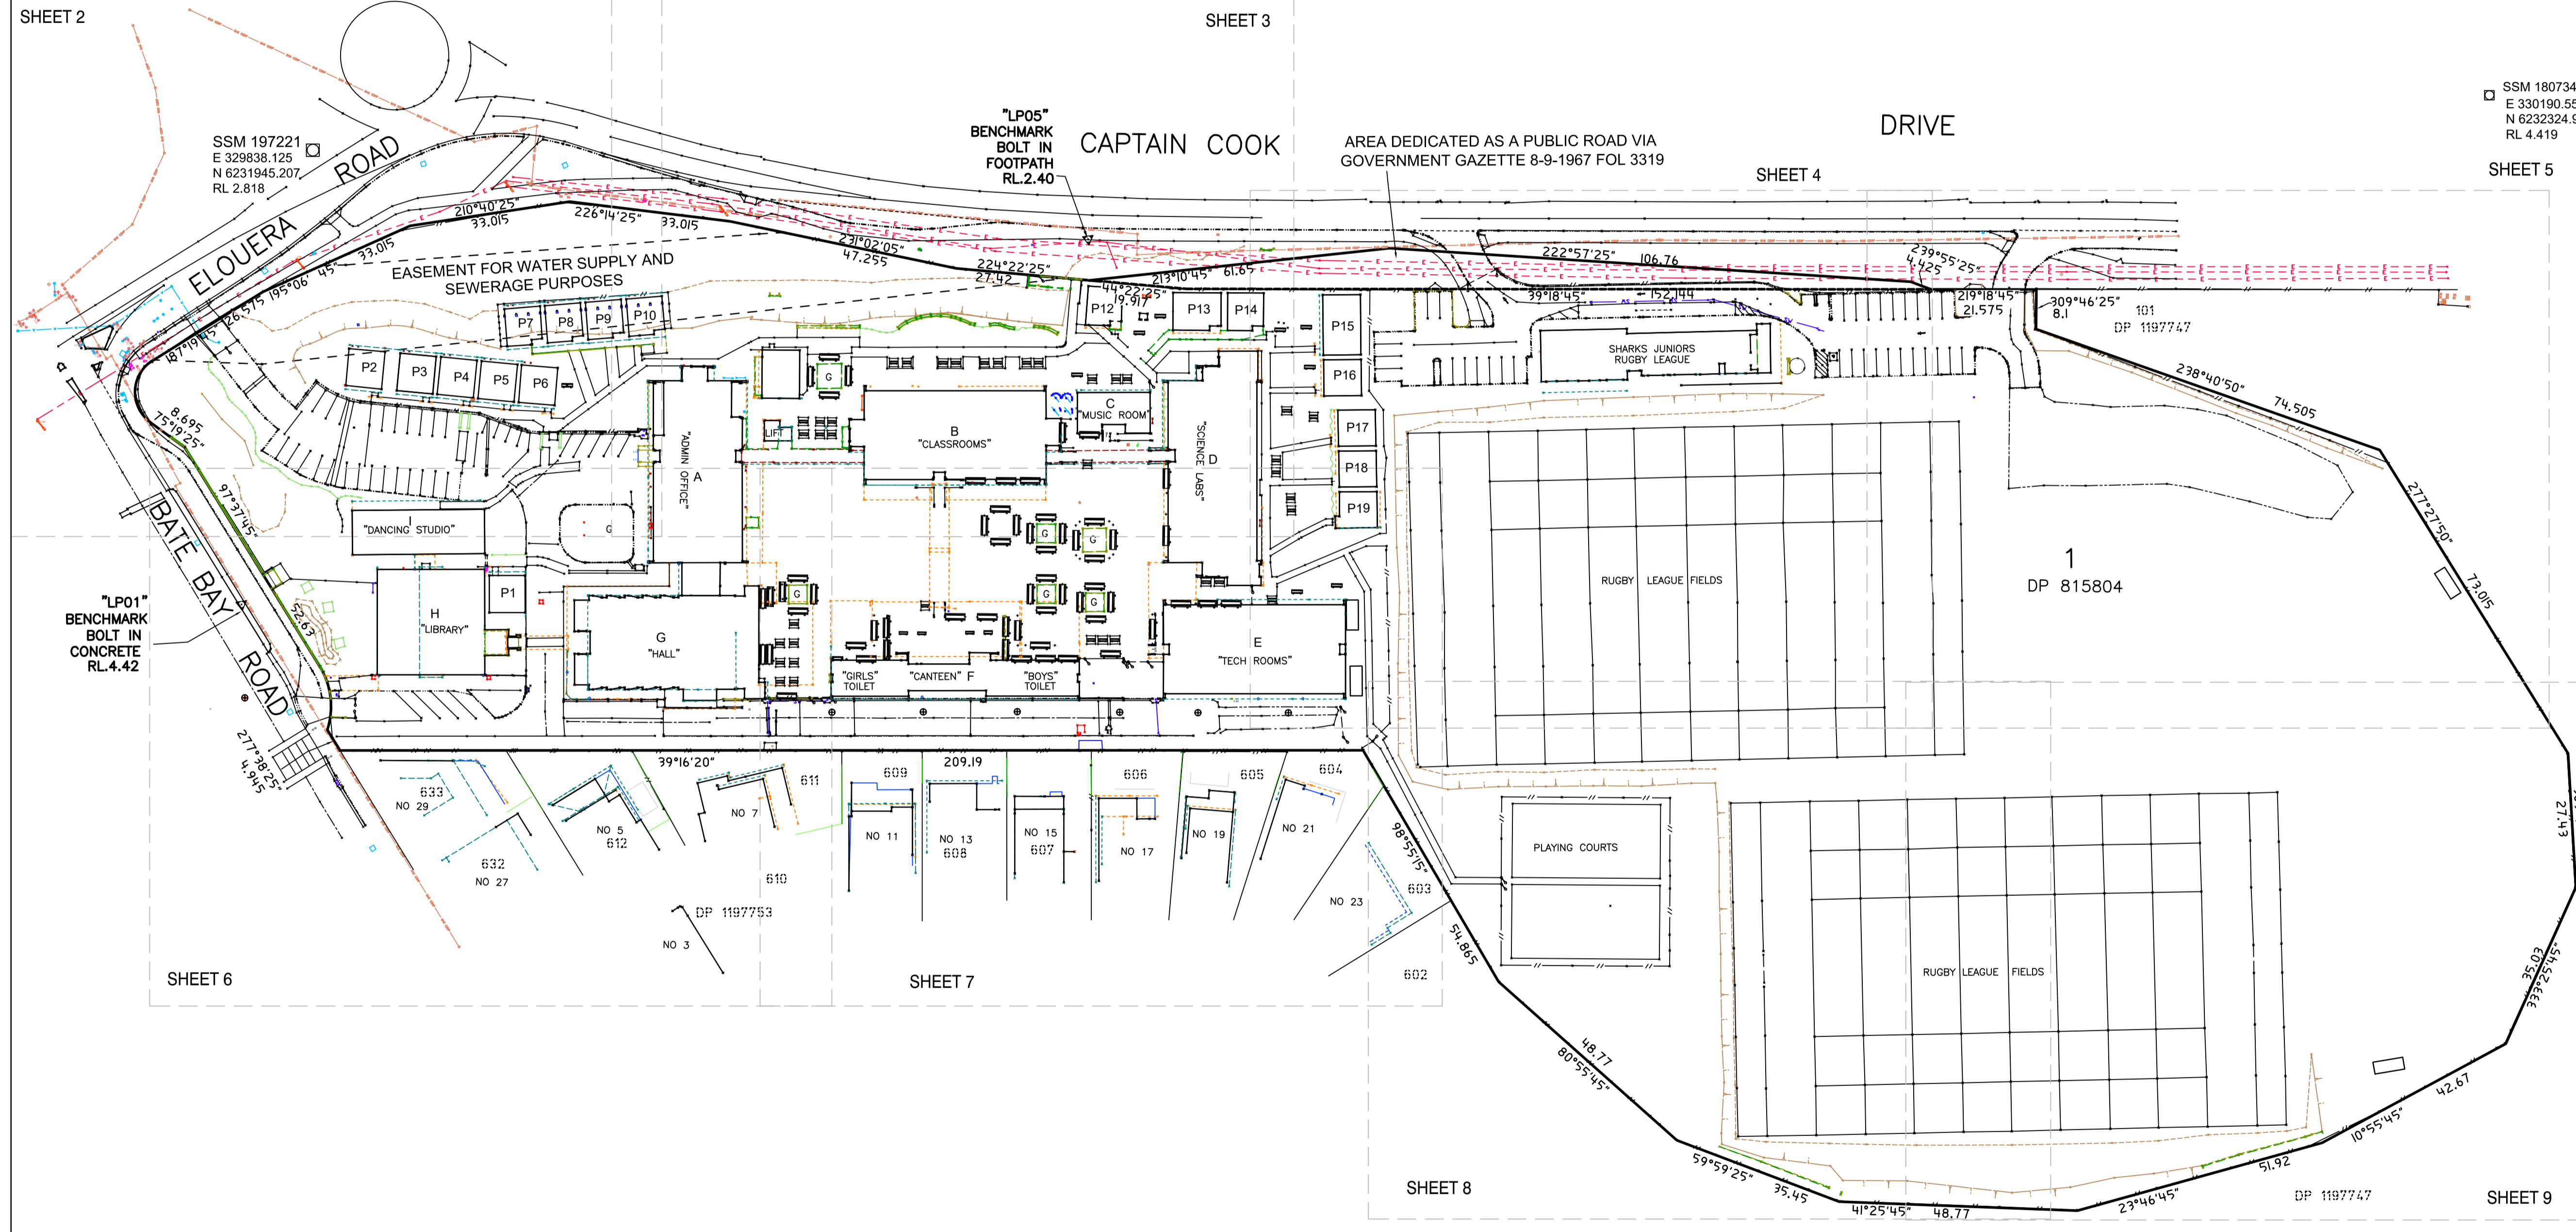 SHEET 2
SHEET 3
SSM 180734
E 330190.55
RL 4.419
SSM 197221
E 329838.125
N 6231945.207
RL 2.818
ELOUERA ROAD
"LP05"
BENCHMARK
BOLT IN
FOOTPATH
RL.2.40
CAPTAIN COOK
DRIVE
AREA DEDICATED AS A PUBLIC ROAD VIA
GOVERNMENT GAZETTE 8-9-1967 FOL 3319
SHEET 4
SHEET 5
EASEMENT FOR WATER SUPPLY AND
SEWERAGE PURPOSES
187°19'45" 26.575
195°06'45" 33.015
210°40'25"
33.015
226°14'25"
33.015
231°02'05"
47.255
224°22'25"
27.42
44°22'25"
19.917
213°10'45" 61.65
222°57'25" 106.76
239°55'25"
4.425
39°18'45" 152.144
219°18'45"
21.575
309°46'25"
8.1
101
DP 1197747
238°40'50"
74.505
277°27'50"
73.015
27.43
35.03
333°25'45"
42.67
10°55'45"
51.92
23°46'45"
48.77
41°25'45"
35.45
59°59'25"
48.77
80°55'45"
54.865
98°55'15"
8.695
75°19'25"
97°37'45"
52.63
277°38'25"
4.945
39°16'20"
209.19
P7
P8
P9
P10
P2
P3
P4
P5
P6
P12
P13
P14
P15
P16
P17
P18
P19
P1
SHARKS JUNIORS
RUGBY LEAGUE
LIFT
G
A
"ADMIN OFFICE"
B
"CLASSROOMS"
C
"MUSIC ROOM"
D
"SCIENCE LABS"
I
"DANCING STUDIO"
G
G
G
G
G
G
H
"LIBRARY"
G
"HALL"
"GIRLS"
TOILET
"CANTEEN" F
"BOYS"
TOILET
E
"TECH ROOMS"
BATE BAY ROAD
"LP01"
BENCHMARK
BOLT IN
CONCRETE
RL.4.42
RUGBY LEAGUE FIELDS
1
DP 815804
633
NO 29
632
NO 27
NO 5
612
611
NO 7
610
DP 1197753
NO 3
609
NO 11
NO 13
608
NO 15
607
606
NO 17
605
NO 19
604
NO 21
603
NO 23
602
PLAYING COURTS
RUGBY LEAGUE FIELDS
SHEET 6
SHEET 7
SHEET 8
DP 1197747
SHEET 9